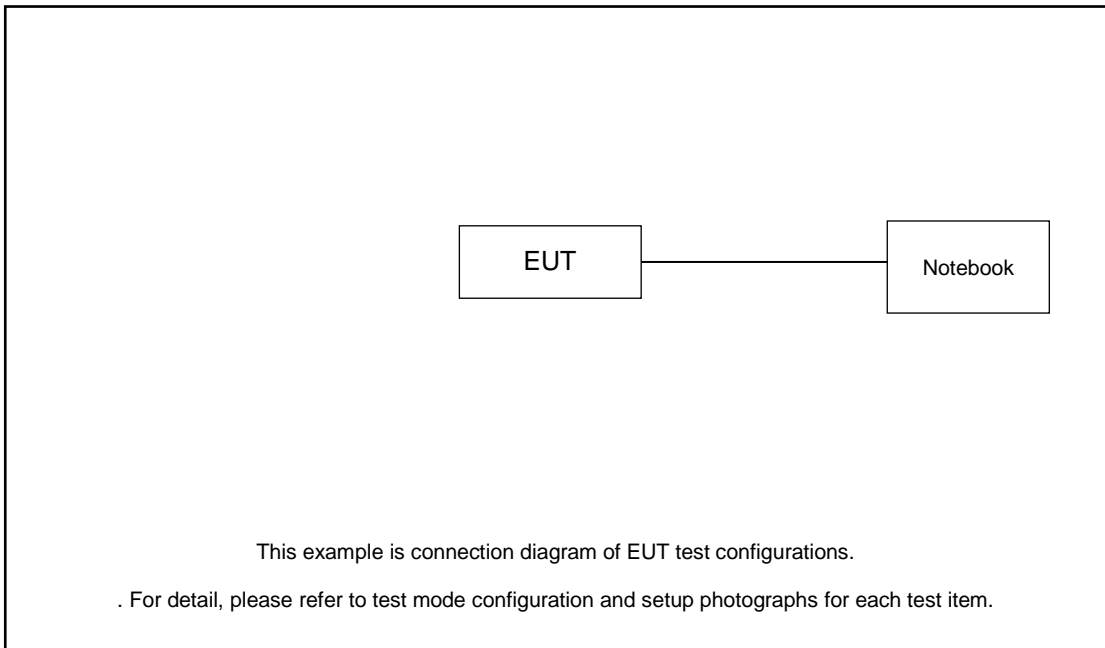 EUT
Notebook
This example is connection diagram of EUT test configurations.
. For detail, please refer to test mode configuration and setup photographs for each test item.